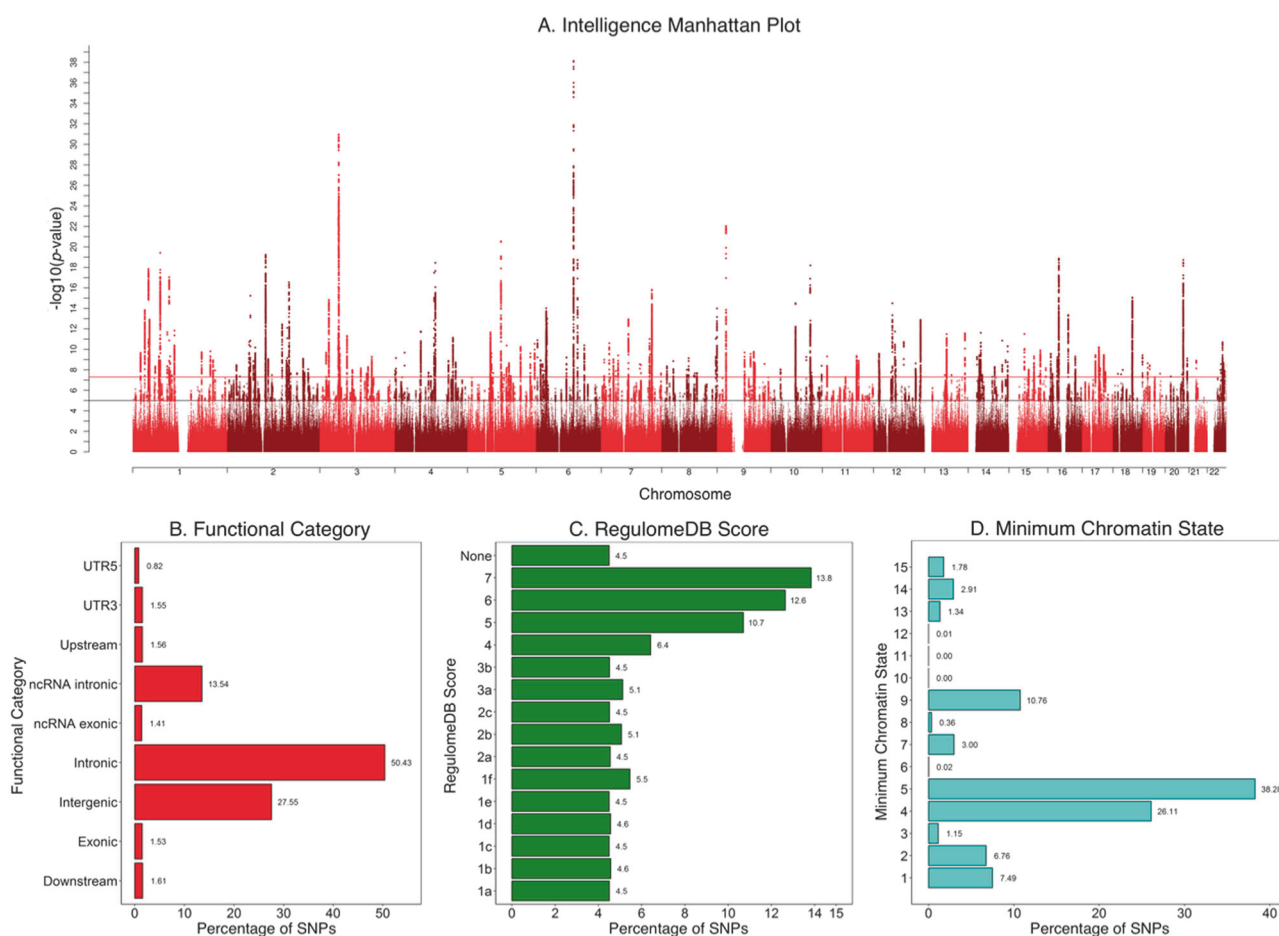 A. Intelligence Manhattan Plot
-log10(p-value)
38
36
34
32
30
28
26
24
22
20
18
16
14
12
10
8
6
4
2
0
1 2 3 4 5 6 7 8 9 10 11 12 13 14 15 16 17 18 19 20 21 22
Chromosome
B. Functional Category
Functional Category
UTR5 0.82
UTR3 1.55
Upstream 1.56
ncRNA intronic 13.54
ncRNA exonic 1.41
Intronic 50.43
Intergenic 27.55
Exonic 1.53
Downstream 1.61
0 10 20 30 40 50
Percentage of SNPs
C. RegulomeDB Score
RegulomeDB Score
None 4.5
7 13.8
6 12.6
5 10.7
4 6.4
3b 4.5
3a 5.1
2c 4.5
2b 5.1
2a 4.5
1f 5.5
1e 4.5
1d 4.6
1c 4.5
1b 4.6
1a 4.5
0 2 4 6 8 10 12 14 15
Percentage of SNPs
D. Minimum Chromatin State
Minimum Chromatin State
15 1.78
14 2.91
13 1.34
12 0.01
11 0.00
10 0.00
9 10.76
8 0.36
7 3.00
6 0.02
5 38.28
4 26.11
3 1.15
2 6.76
1 7.49
0 10 20 30 40
Percentage of SNPs